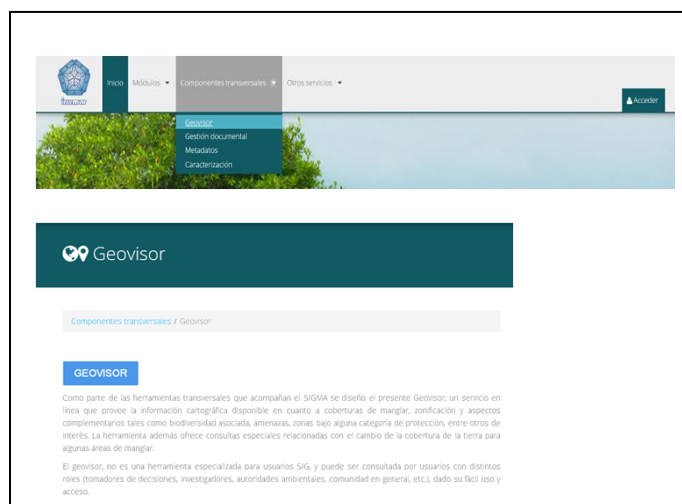 Inicio Módulos Componentes transversales Otros servicios
invemar
Acceder
Geovisor
Gestión documental
Metadatos
Caracterización
Geovisor
Componentes transversales / Geovisor
GEOVISOR
Como parte de las herramientas transversales que acompañan el SIGMA se diseño el presente Geovisor; un servicio en
línea que provee la información cartográfica disponible en cuanto a coberturas de manglar, zonificación y aspectos
complementarios tales como biodiversidad asociada, amenazas, zonas bajo alguna categoría de protección, entre otros de
interés. La herramienta además ofrece consultas especiales relacionadas con el cambio de la cobertura de la tierra para
algunas áreas de manglar.
El geovisor, no es una herramienta especializada para usuarios SIG, y puede ser consultada por usuarios con distintos
roles (tomadores de decisiones, investigadores, autoridades ambientales, comunidad en general, etc.), dado su fácil uso y
acceso.